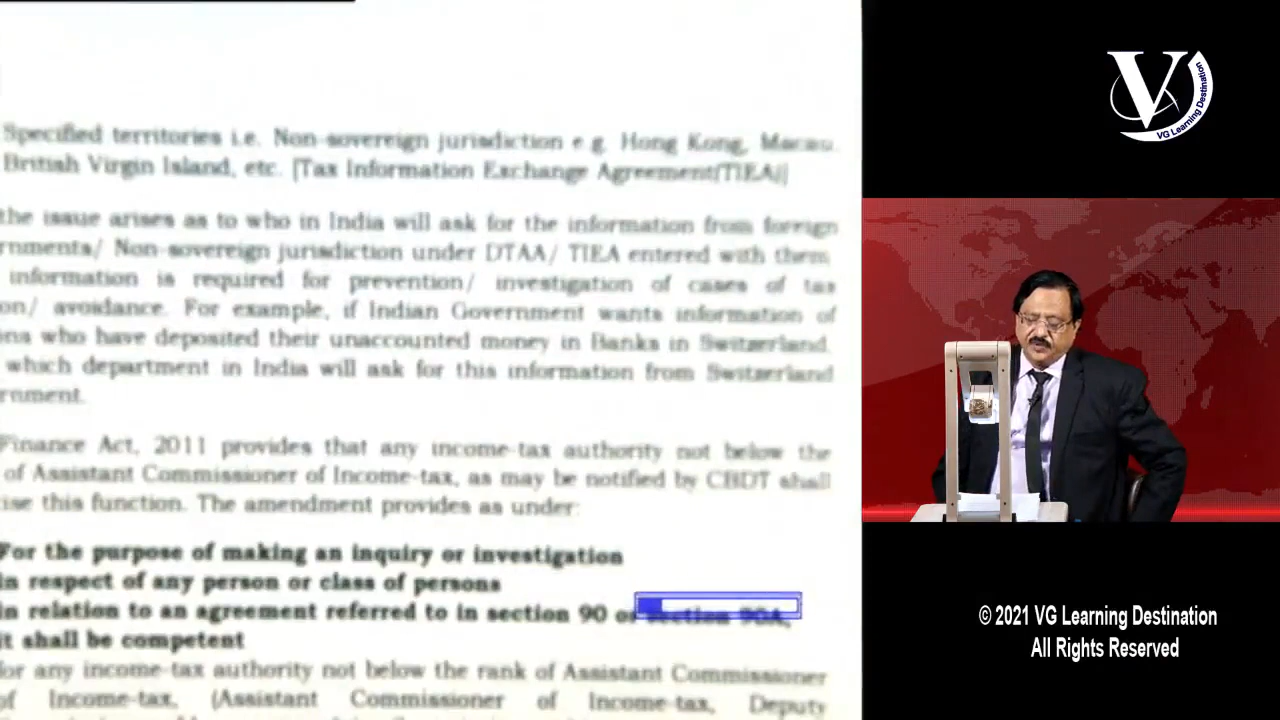 Specified territories i.e. Non-sovereign jurisdiction e g. Hong Kong, Macau.
British Virgin Island, etc. [Tax Information Exchange Agreement(TIEA)]
the issue arises as to who in India will ask for the information from foreign
rnments/ Non-sovereign jurisdiction under DTAA/ TIEA entered with them
information is required for prevention/ investigation of cases of tax
on/ avoidance. For example, if Indian Government wants information of
ns who have deposited their unaccounted money in Banks in Switzerland.
which department in India will ask for this information from Switzerland
rnment.
Finance Act, 2011 provides that any income-tax authority not below the
of Assistant Commissioner of Income-tax, as may be notified by CBDT shall
ise this function. The amendment provides as under:
For the purpose of making an inquiry or investigation
in respect of any person or class of persons
in relation to an agreement referred to in section 90 or section 90A,
it shall be competent
for any income-tax authority not below the rank of Assistant Commissioner
of Income-tax, (Assistant Commissioner of Income-tax, Deputy
V
VG Learning Destination
© 2021 VG Learning Destination
All Rights Reserved